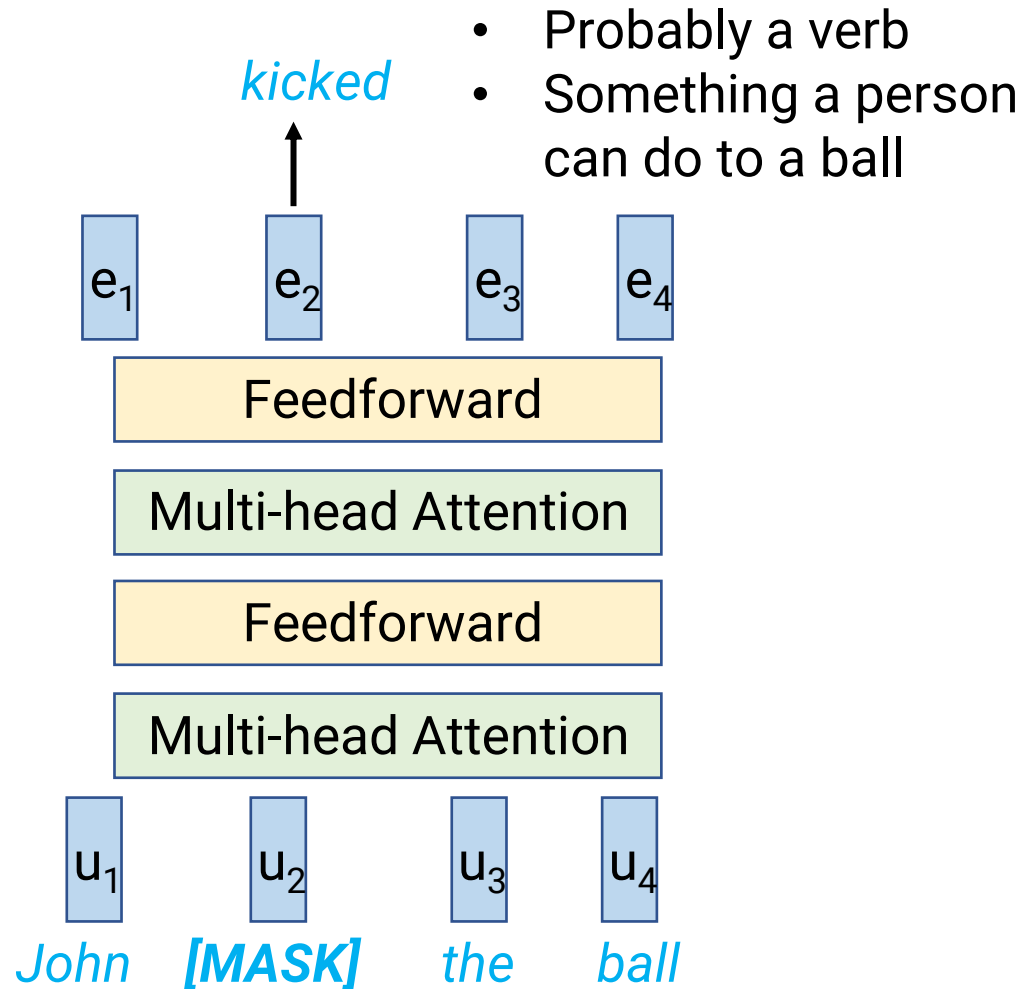 • Probably a verb
• Something a person
can do to a ball
kicked
e₁ e₂ e₃ e₄
Feedforward
Multi-head Attention
Feedforward
Multi-head Attention
u₁ u₂ u₃ u₄
John [MASK] the ball